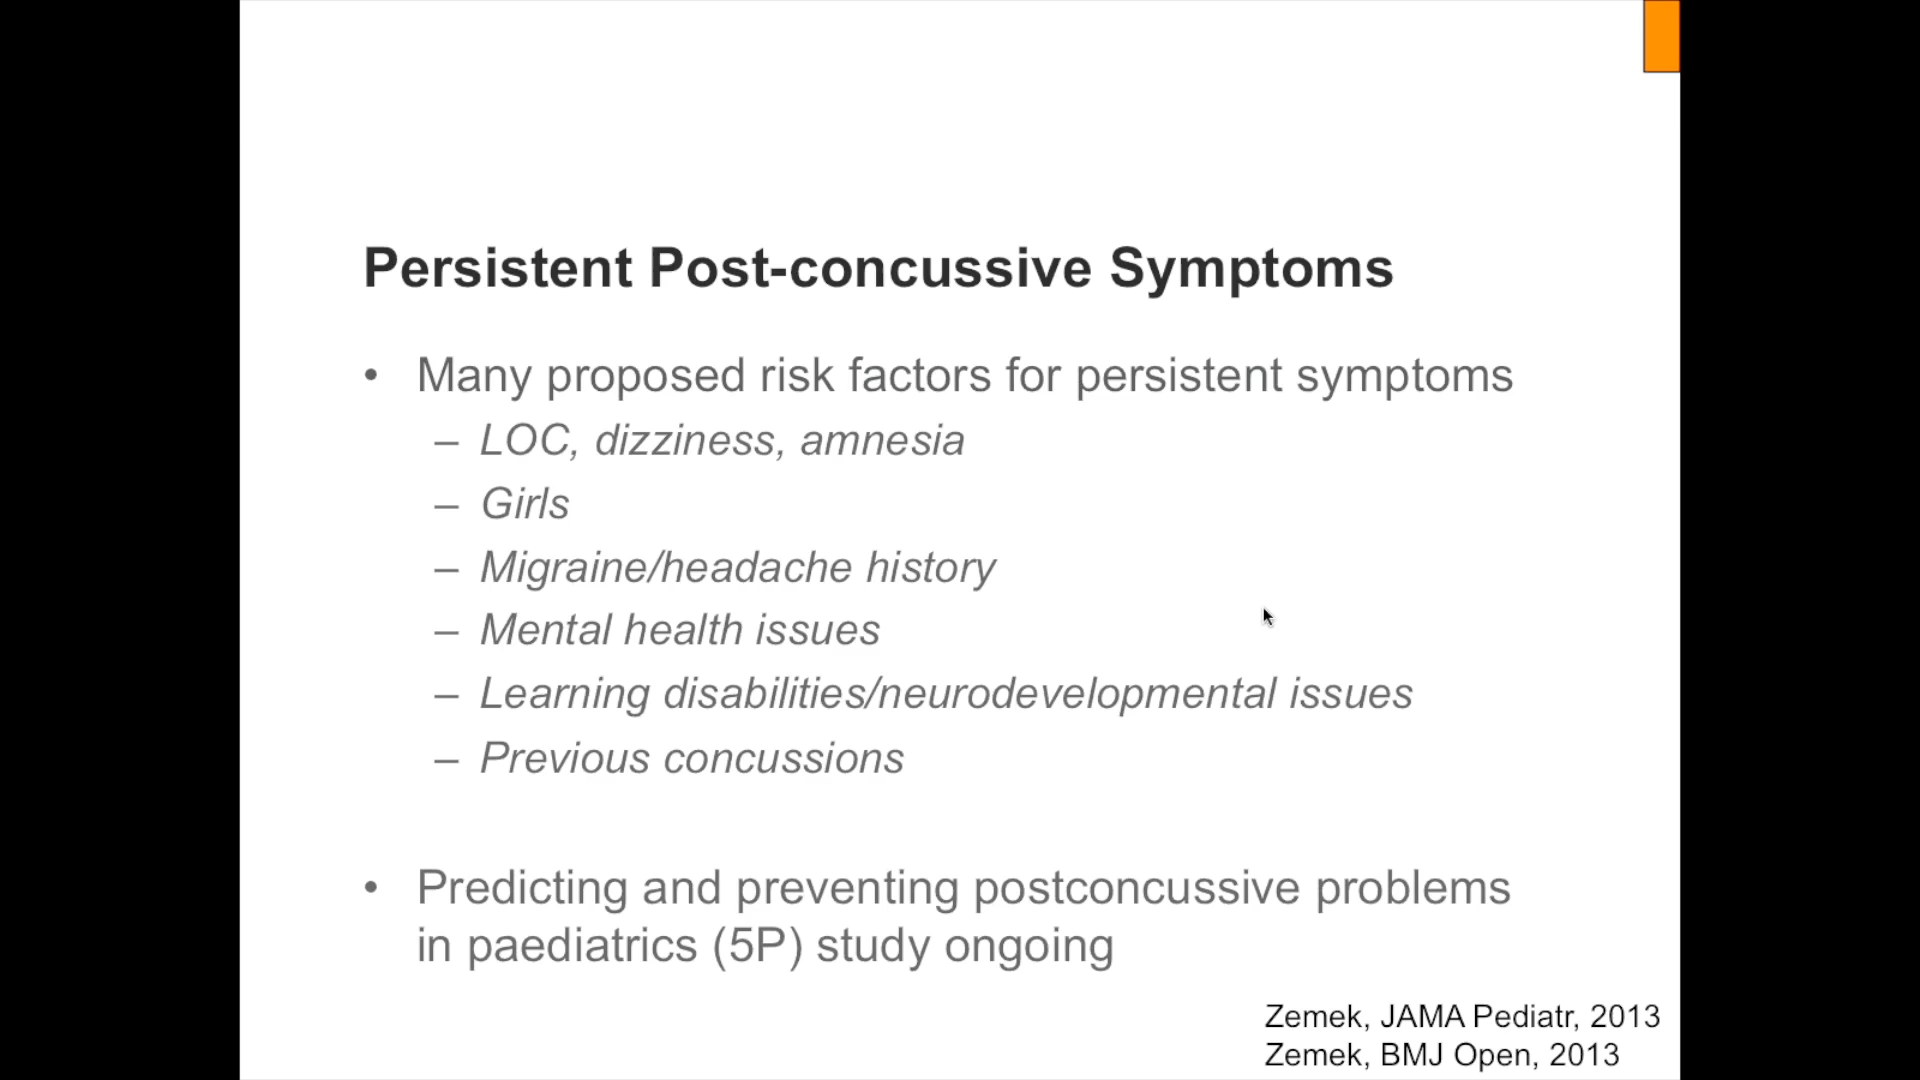 Persistent Post-concussive Symptoms
• Many proposed risk factors for persistent symptoms
– LOC, dizziness, amnesia
– Girls
– Migraine/headache history
– Mental health issues
– Learning disabilities/neurodevelopmental issues
– Previous concussions
• Predicting and preventing postconcussive problems
in paediatrics (5P) study ongoing
Zemek, JAMA Pediatr, 2013
Zemek, BMJ Open, 2013